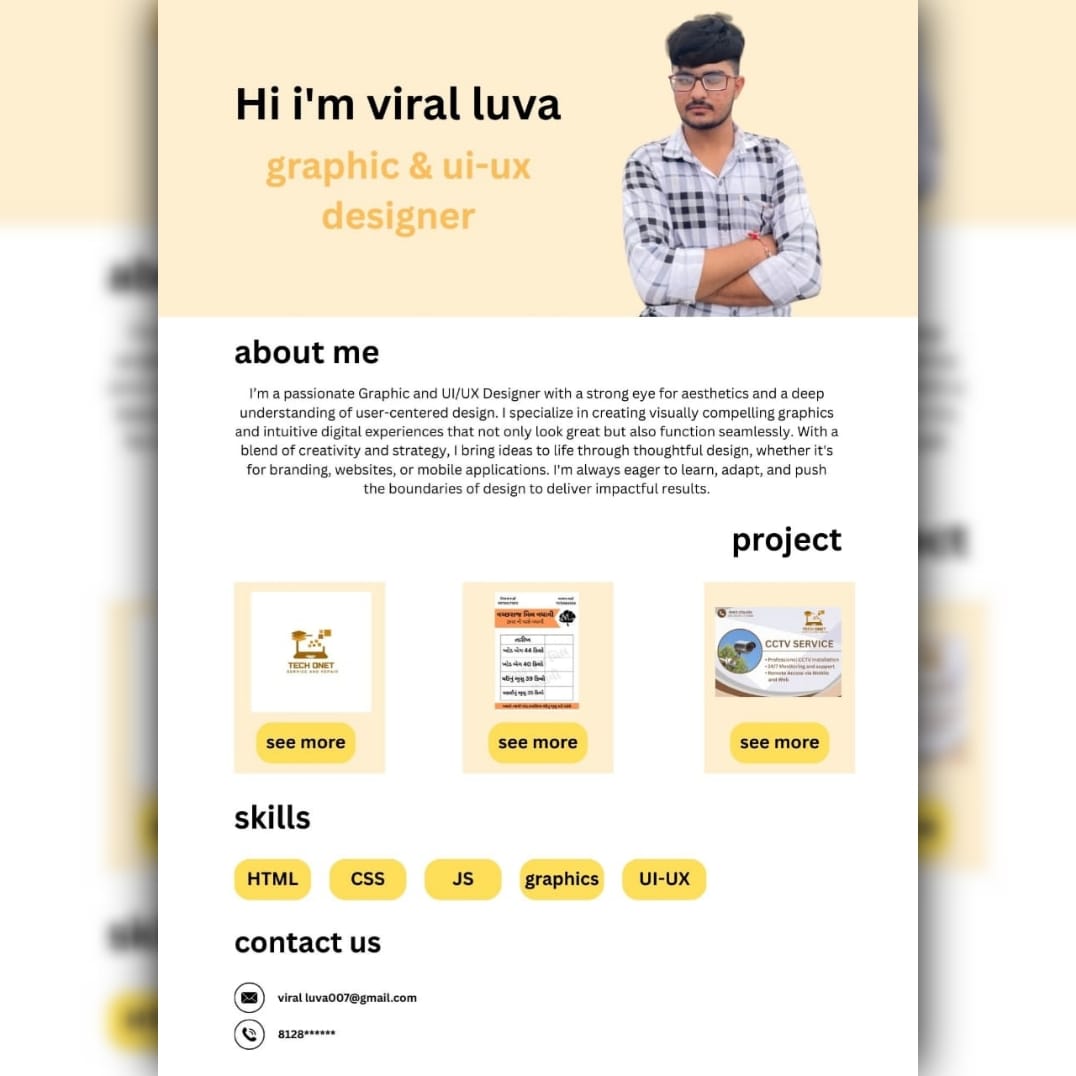 Hi i'm viral luva
graphic & ui-ux
designer
about me
I'm a passionate Graphic and UI/UX Designer with a strong eye for aesthetics and a deep
understanding of user-centered design. I specialize in creating visually compelling graphics
and intuitive digital experiences that not only look great but also function seamlessly. With a
blend of creativity and strategy, I bring ideas to life through thoughtful design, whether it's
for branding, websites, or mobile applications. I'm always eager to learn, adapt, and push
the boundaries of design to deliver impactful results.
project
TECH ONET
SERVICE AND REPAIR
see more
તારીખ
see more
TECH ONET
CCTV SERVICE
• Professional CCTV Installation
• 24/7 Monitoring and support
• Remote Access via Mobile
and Web
see more
skills
HTML
CSS
JS
graphics
UI-UX
contact us
viral luva007@gmail.com
8128******